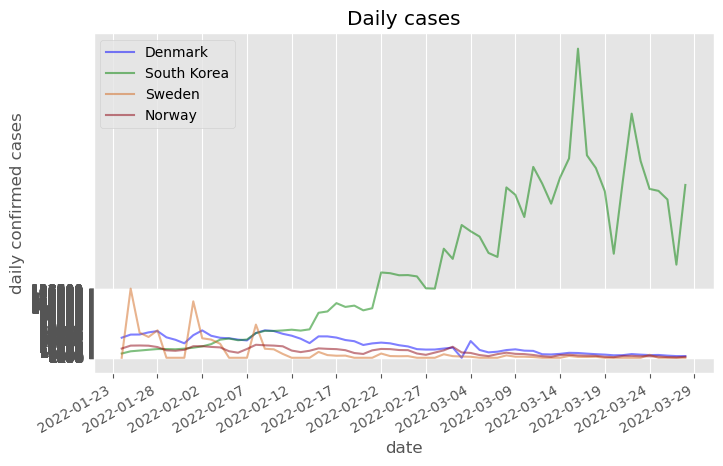 Daily cases
Denmark
South Korea
Sweden
Norway
daily confirmed cases
2022-01-23
2022-01-28
2022-02-02
2022-02-07
2022-02-12
2022-02-17
2022-02-22
2022-02-27
2022-03-04
2022-03-09
2022-03-14
2022-03-19
2022-03-24
2022-03-29
date